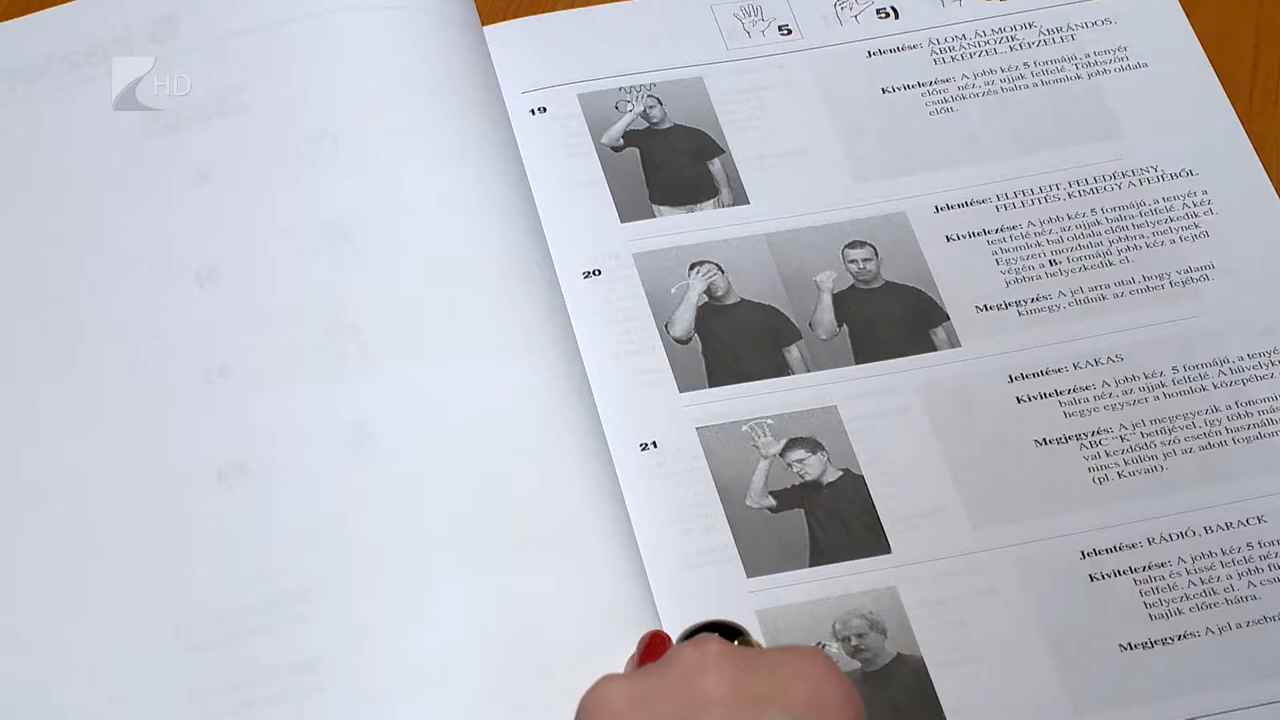 HD
5
5)
19
Jelentése: ÁLOM, ÁLMODIK,
ÁBRÁNDOZIK, ÁBRÁNDOS,
ELKÉPZEL, KÉPZELET
Kivitelezése: A jobb kéz 5 formájú, a tenyér
előre néz, az ujjak felfelé. Többszöri
csuklókörzés balra a homlok jobb oldala
előtt.
20
Jelentése: ELFELEJT, FELEDÉKENY,
FELEJTÉS, KIMEGY A FEJÉBŐL
Kivitelezése: A jobb kéz 5 formájú, a tenyér a
test felé néz, az ujjak balra-felfelé. A kéz
a homlok bal oldala előtt helyezkedik el.
Egyszeri mozdulat jobbra, melynek
végén a B. formájú jobb kéz a fejtől
jobbra helyezkedik el.
Megjegyzés: A jel arra utal, hogy valami
kimegy, eltűnik az ember fejéből.
21
Jelentése: KAKAS
Kivitelezése: A jobb kéz 5 formájú, a tenyé
balra néz, az ujjak felfelé. A hüvelyk
hegye egyszer a homlok közepéhez
Megjegyzés: A jel megegyezik a fonomi
ABC "K" betűjével, így több má
val kezdődő szó esetén használ
nincs külön jel az adott fogalom
(pl. Kuvait).
Jelentése: RÁDIÓ, BARACK
Kivitelezése: A jobb kéz 5 for
balra és kissé lefelé néz
felfelé. A kéz a jobb fü
helyezkedik el. A csu
hajlik előre-hátra.
Megjegyzés: A jel a zsebr